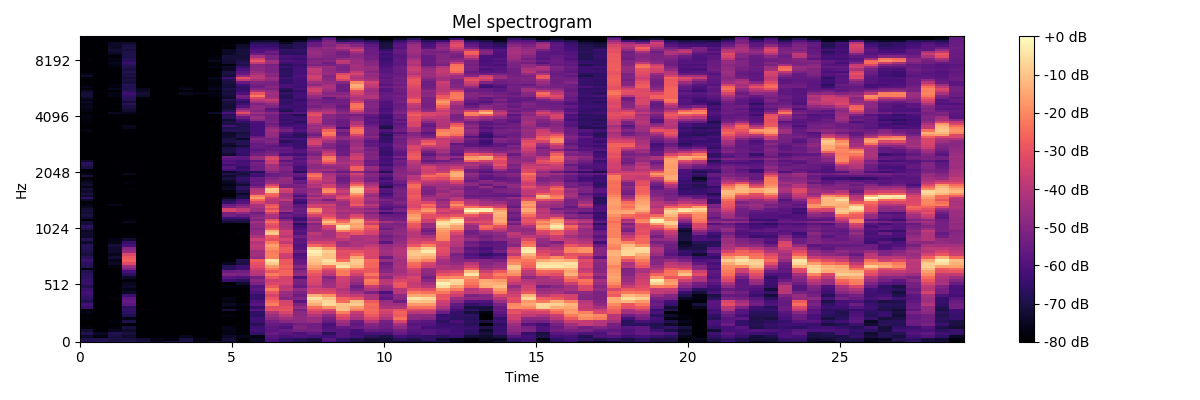 Mel spectrogram
8192
4096
2048
1024
512
0
Hz
0 5 10 15 20 25
Time
+0 dB
-10 dB
-20 dB
-30 dB
-40 dB
-50 dB
-60 dB
-70 dB
-80 dB